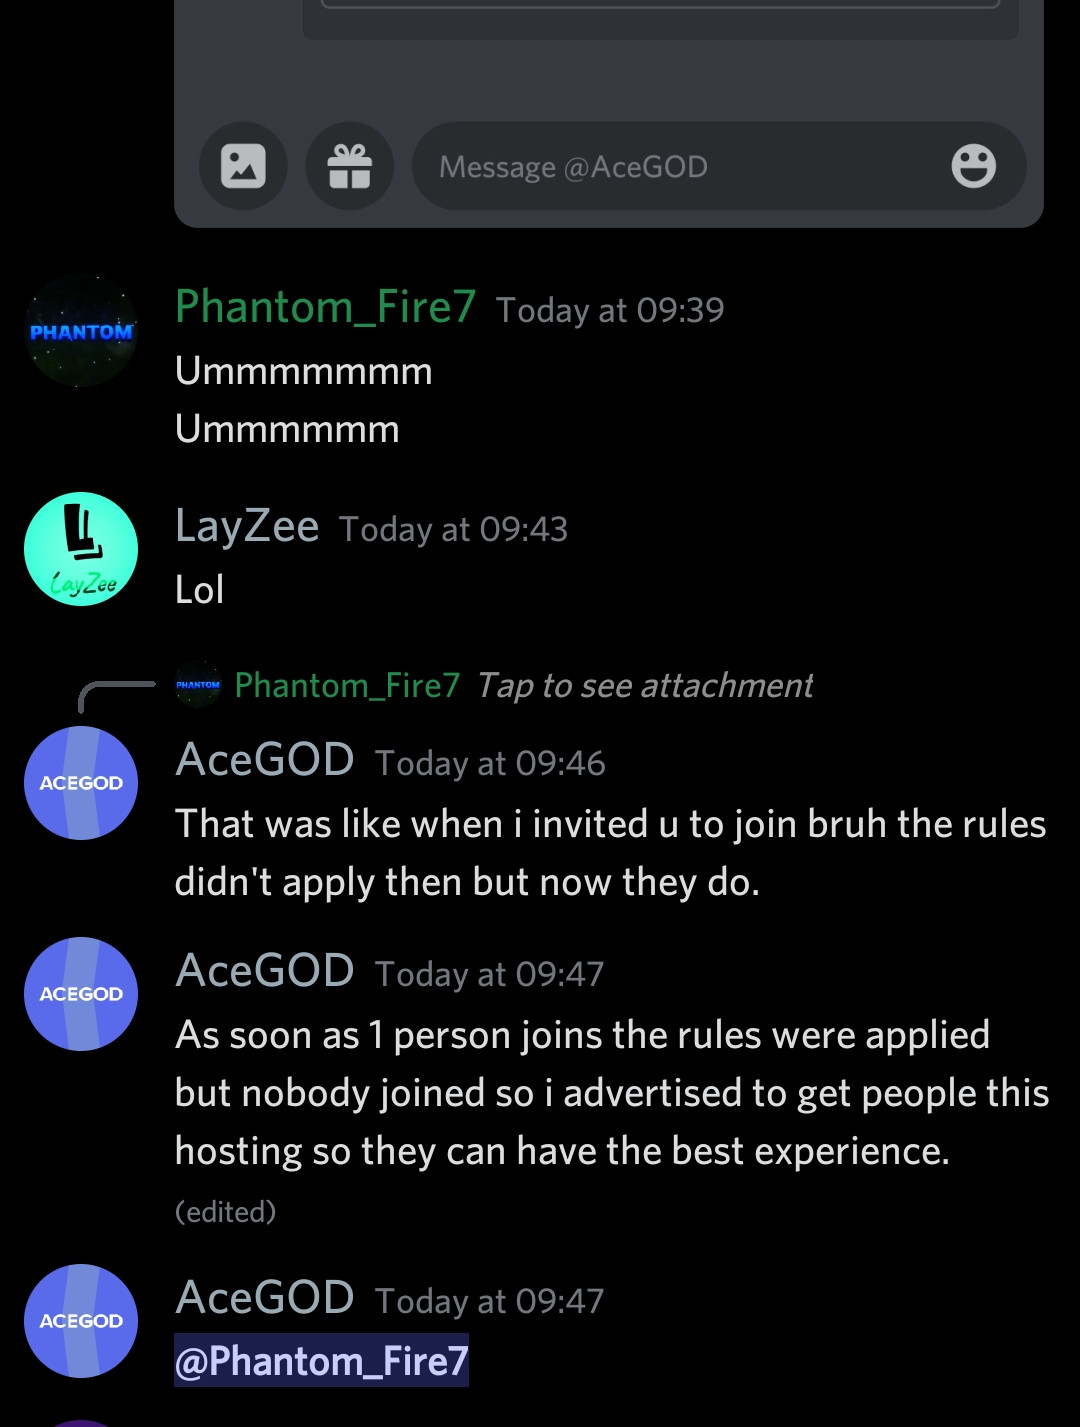 Message @AceGOD
PHANTOM
Phantom_Fire7 Today at 09:39
Ummmmmmm
Ummmmmm
LayZee
LayZee Today at 09:43
Lol
PHANTOM Phantom_Fire7 Tap to see attachment
ACEGOD
AceGOD Today at 09:46
That was like when i invited u to join bruh the rules
didn't apply then but now they do.
ACEGOD
AceGOD Today at 09:47
As soon as 1 person joins the rules were applied
but nobody joined so i advertised to get people this
hosting so they can have the best experience.
(edited)
ACEGOD
AceGOD Today at 09:47
@Phantom_Fire7